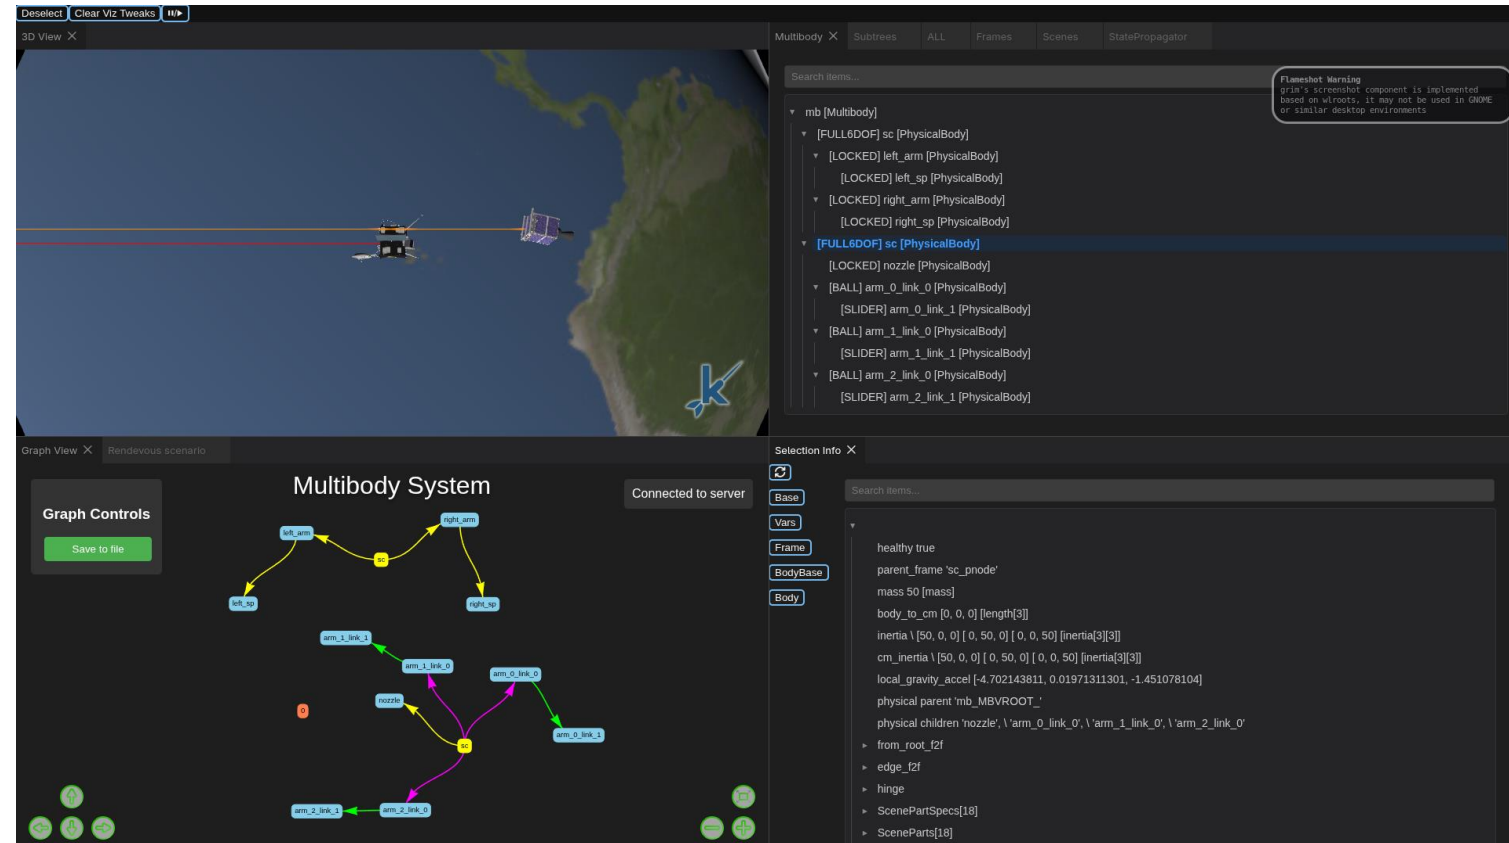 Deselect Clear Viz Tweaks
3D View
Multibody Subtrees ALL Frames Scenes StatePropagator
Search items...
Flameshot Warning
grim's screenshot component is implemented
based on wlroots, it may not be used in GNOME
or similar desktop environments
mb [Multibody]
[FULL6DOF] sc [PhysicalBody]
[LOCKED] left_arm [PhysicalBody]
[LOCKED] left_sp [PhysicalBody]
[LOCKED] right_arm [PhysicalBody]
[LOCKED] right_sp [PhysicalBody]
[FULL6DOF] sc [PhysicalBody]
[LOCKED] nozzle [PhysicalBody]
[BALL] arm_0_link_0 [PhysicalBody]
[SLIDER] arm_0_link_1 [PhysicalBody]
[BALL] arm_1_link_0 [PhysicalBody]
[SLIDER] arm_1_link_1 [PhysicalBody]
[BALL] arm_2_link_0 [PhysicalBody]
[SLIDER] arm_2_link_1 [PhysicalBody]
k
Graph View Rendevous scenario
Multibody System
Connected to server
Graph Controls
Save to file
right_arm
left_arm
sc
left_sp
right_sp
arm_1_link_1
arm_1_link_0
arm_0_link_0
nozzle
0
arm_0_link_1
sc
arm_2_link_1
arm_2_link_0
Selection Info
Base
Vars
Frame
BodyBase
Body
Search items...
healthy true
parent_frame 'sc_pnode'
mass 50 [mass]
body_to_cm [0, 0, 0] [length[3]]
inertia \ [50, 0, 0] [ 0, 50, 0] [ 0, 0, 50] [inertia[3][3]]
cm_inertia \ [50, 0, 0] [ 0, 50, 0] [ 0, 0, 50] [inertia[3][3]]
local_gravity_accel [-4.702143811, 0.01971311301, -1.451078104]
physical parent 'mb_MBVROOT_'
physical children 'nozzle', \ 'arm_0_link_0', \ 'arm_1_link_0', \ 'arm_2_link_0'
from_root_f2f
edge_f2f
hinge
ScenePartSpecs[18]
SceneParts[18]